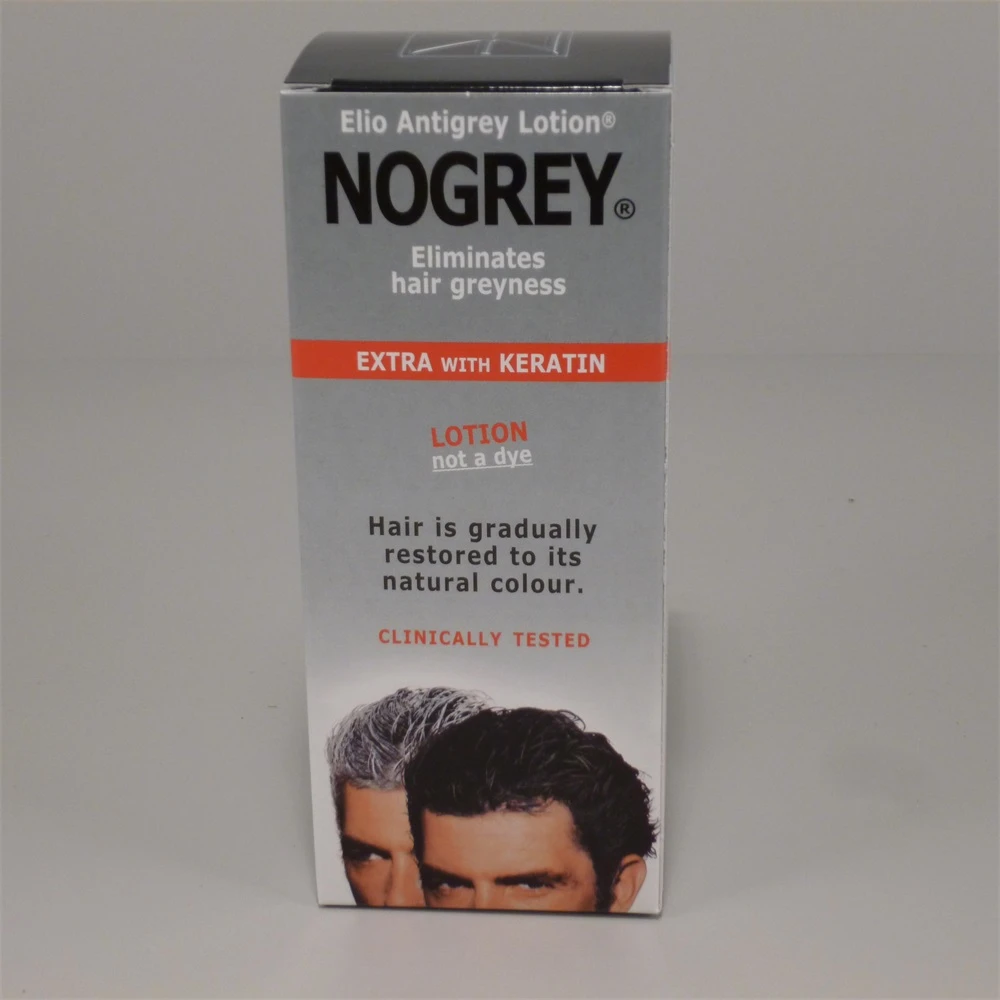 Elio Antigrey Lotion®
NOGREY®
Eliminates
hair greyness
EXTRA WITH KERATIN
LOTION
not a dye
Hair is gradually
restored to its
natural colour.
CLINICALLY TESTED